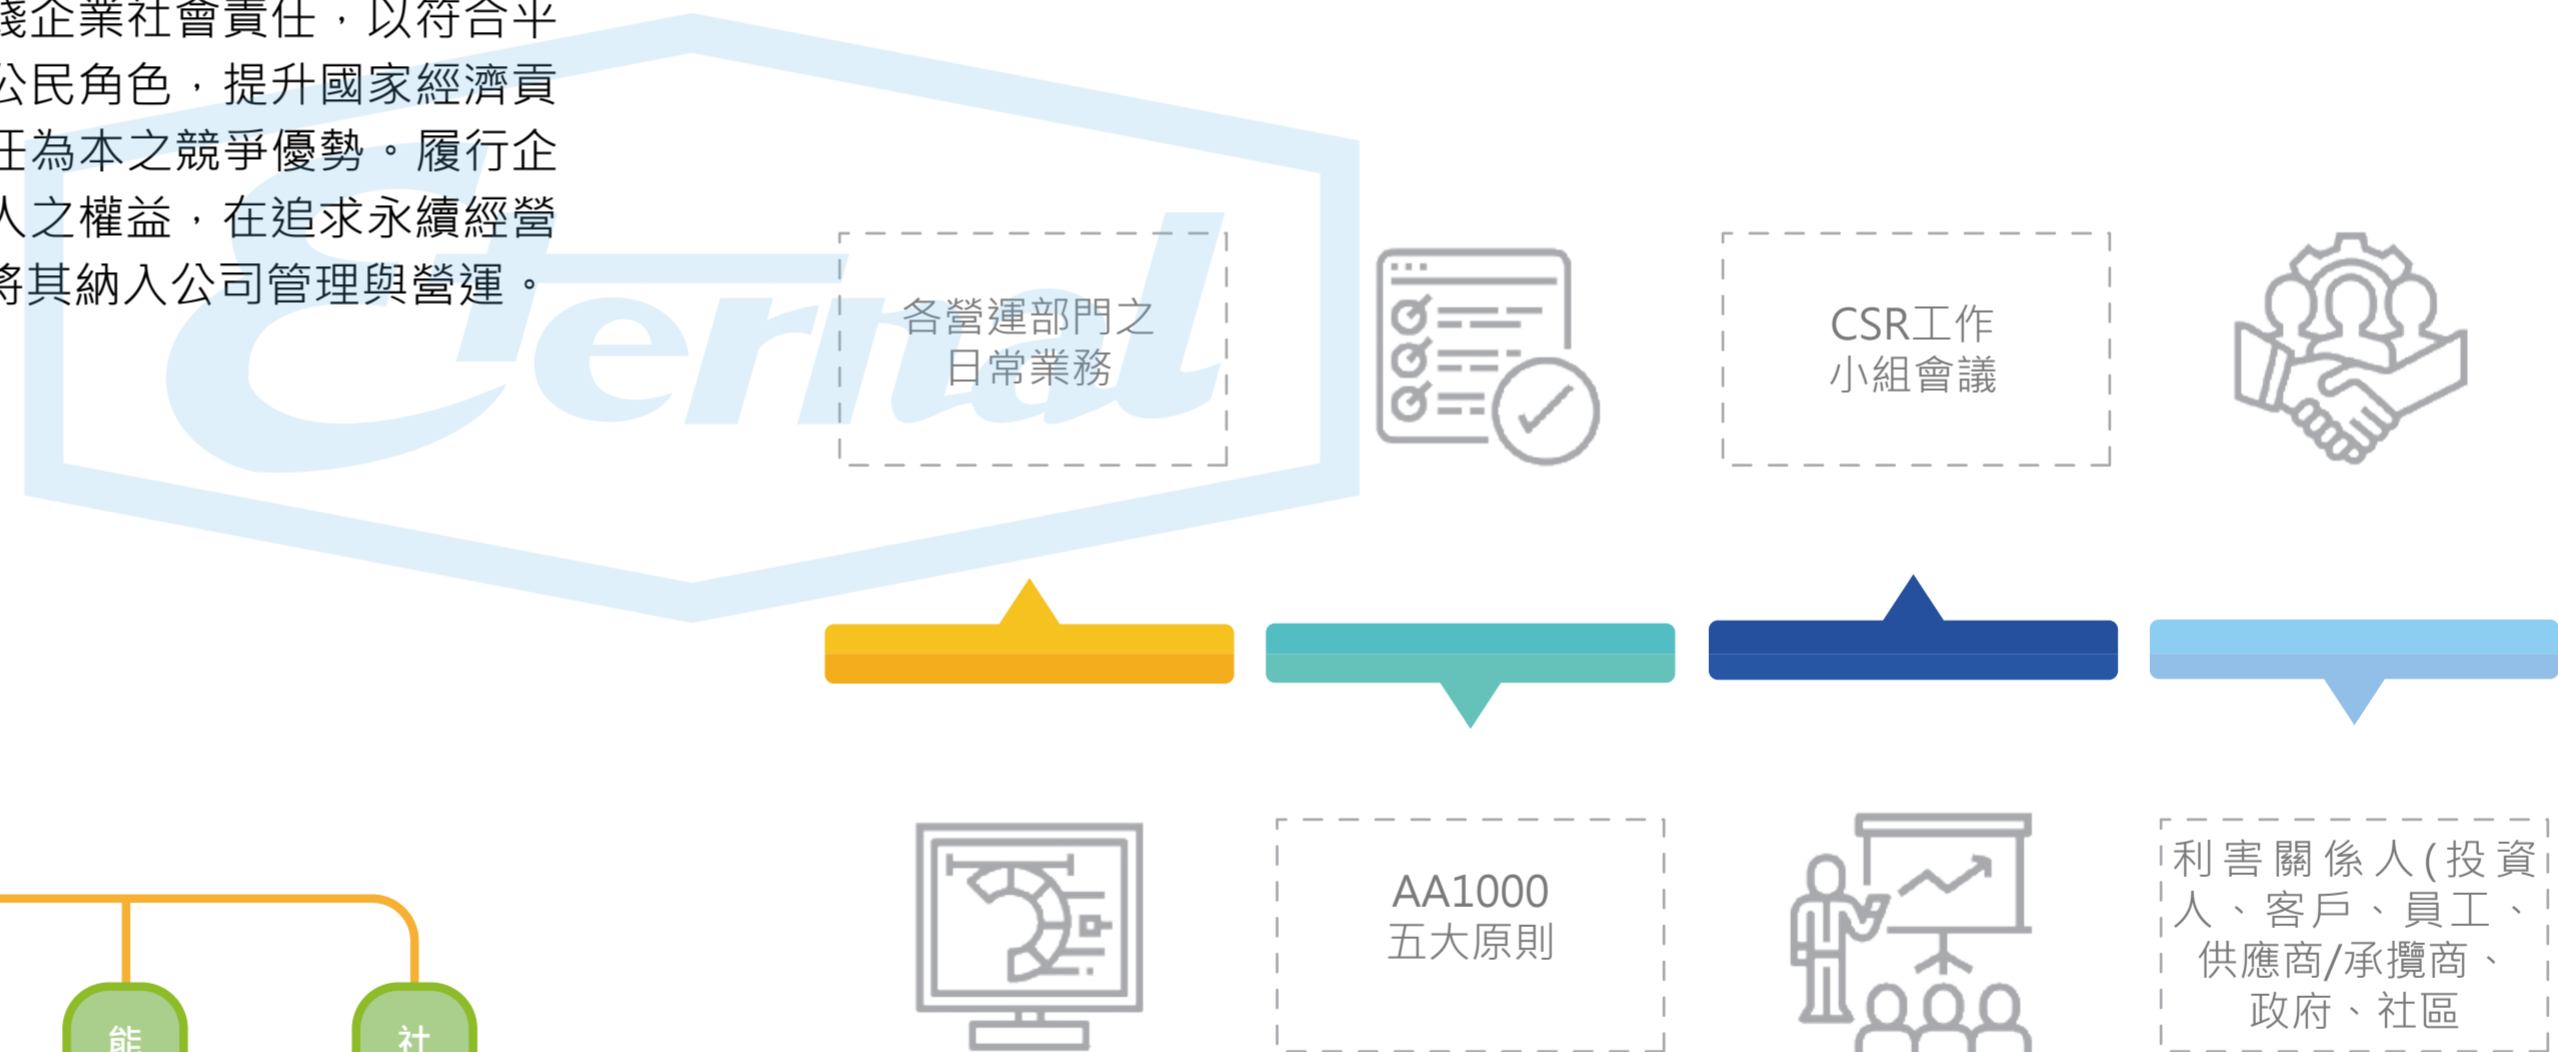 踐企業社會責任，以符合平
公民角色，提升國家經濟貢
為本之競爭優勢。履行企
人之權益，在追求永續經營
將其納入公司管理與營運。
Eternal
各營運部門之
日常業務
CSR工作
小組會議
AA1000
五大原則
利害關係人(投資
人、客戶、員工、
供應商/承攬商、
政府、社區
能
社